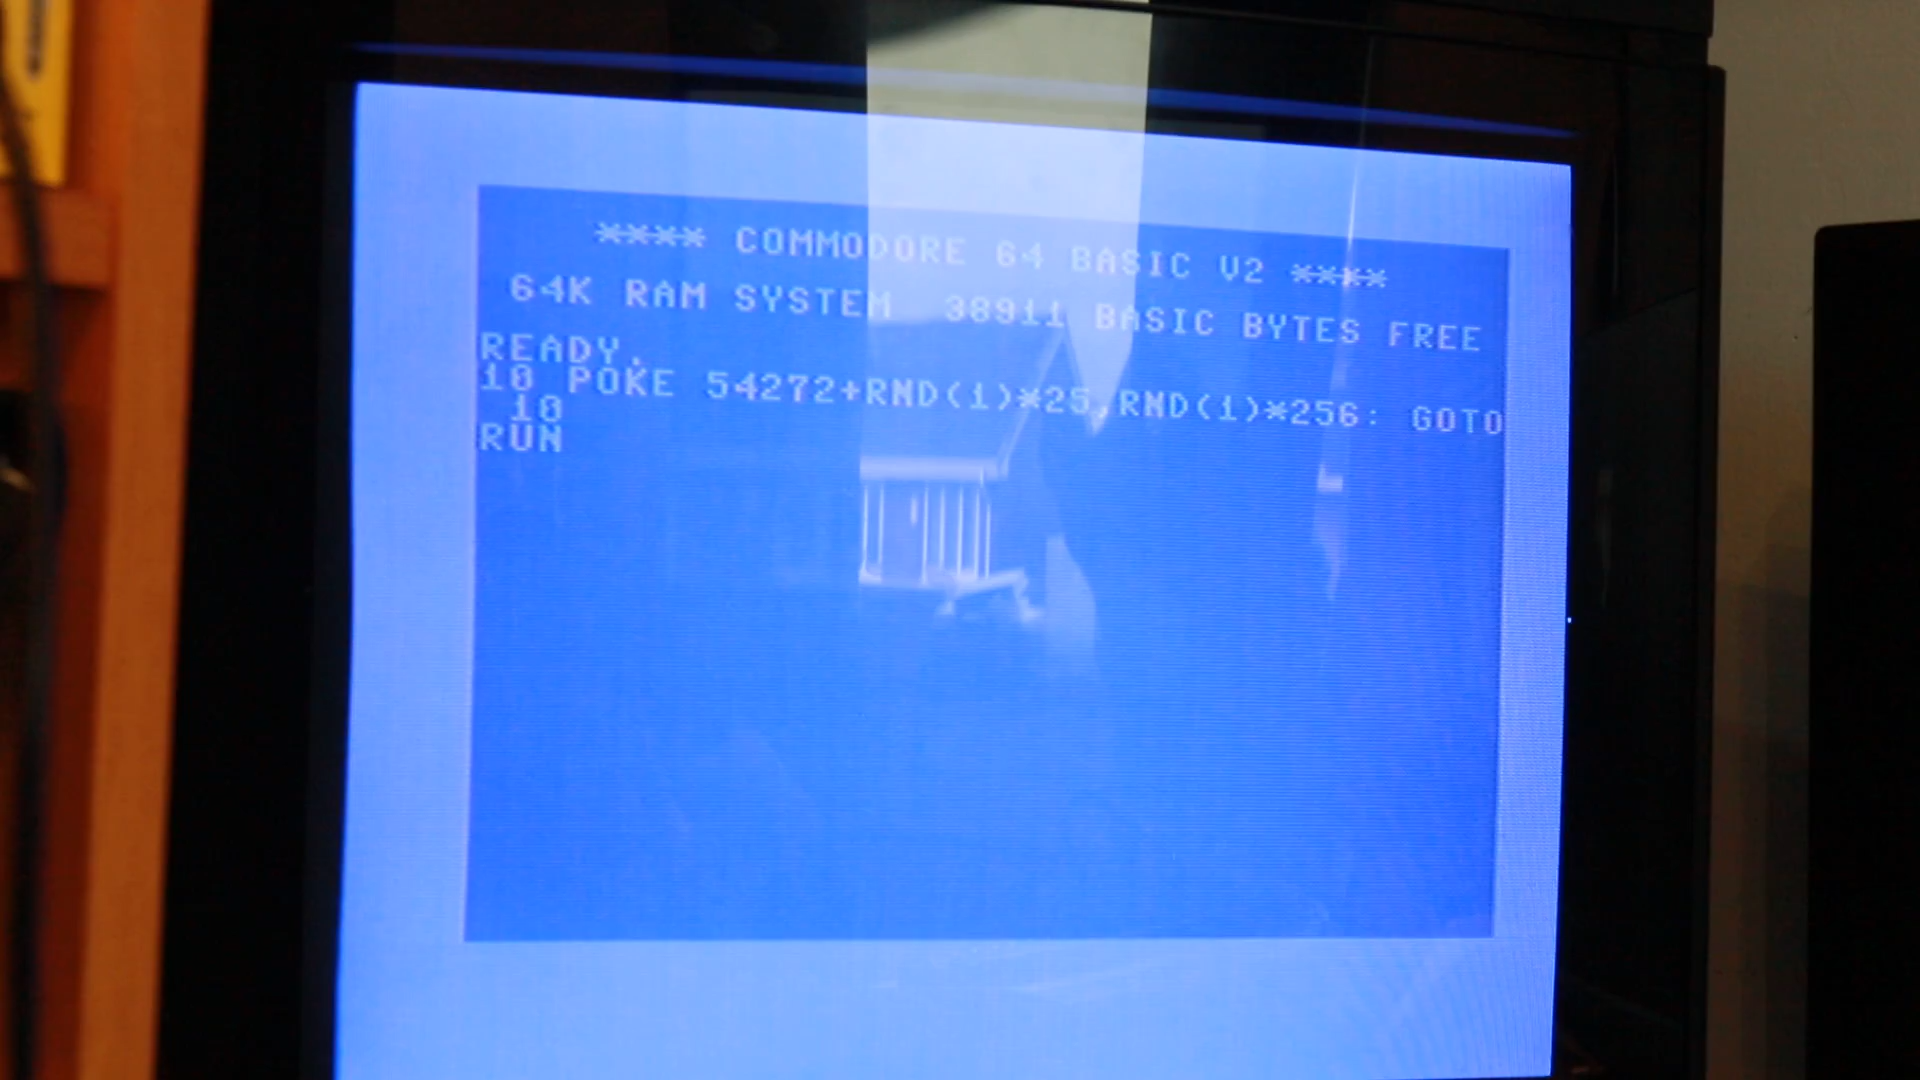 **** COMMODORE 64 BASIC V2 ****
64K RAM SYSTEM  38911 BASIC BYTES FREE
READY.
10 POKE 54272+RND(1)*25,RND(1)*256: GOTO
 10
RUN